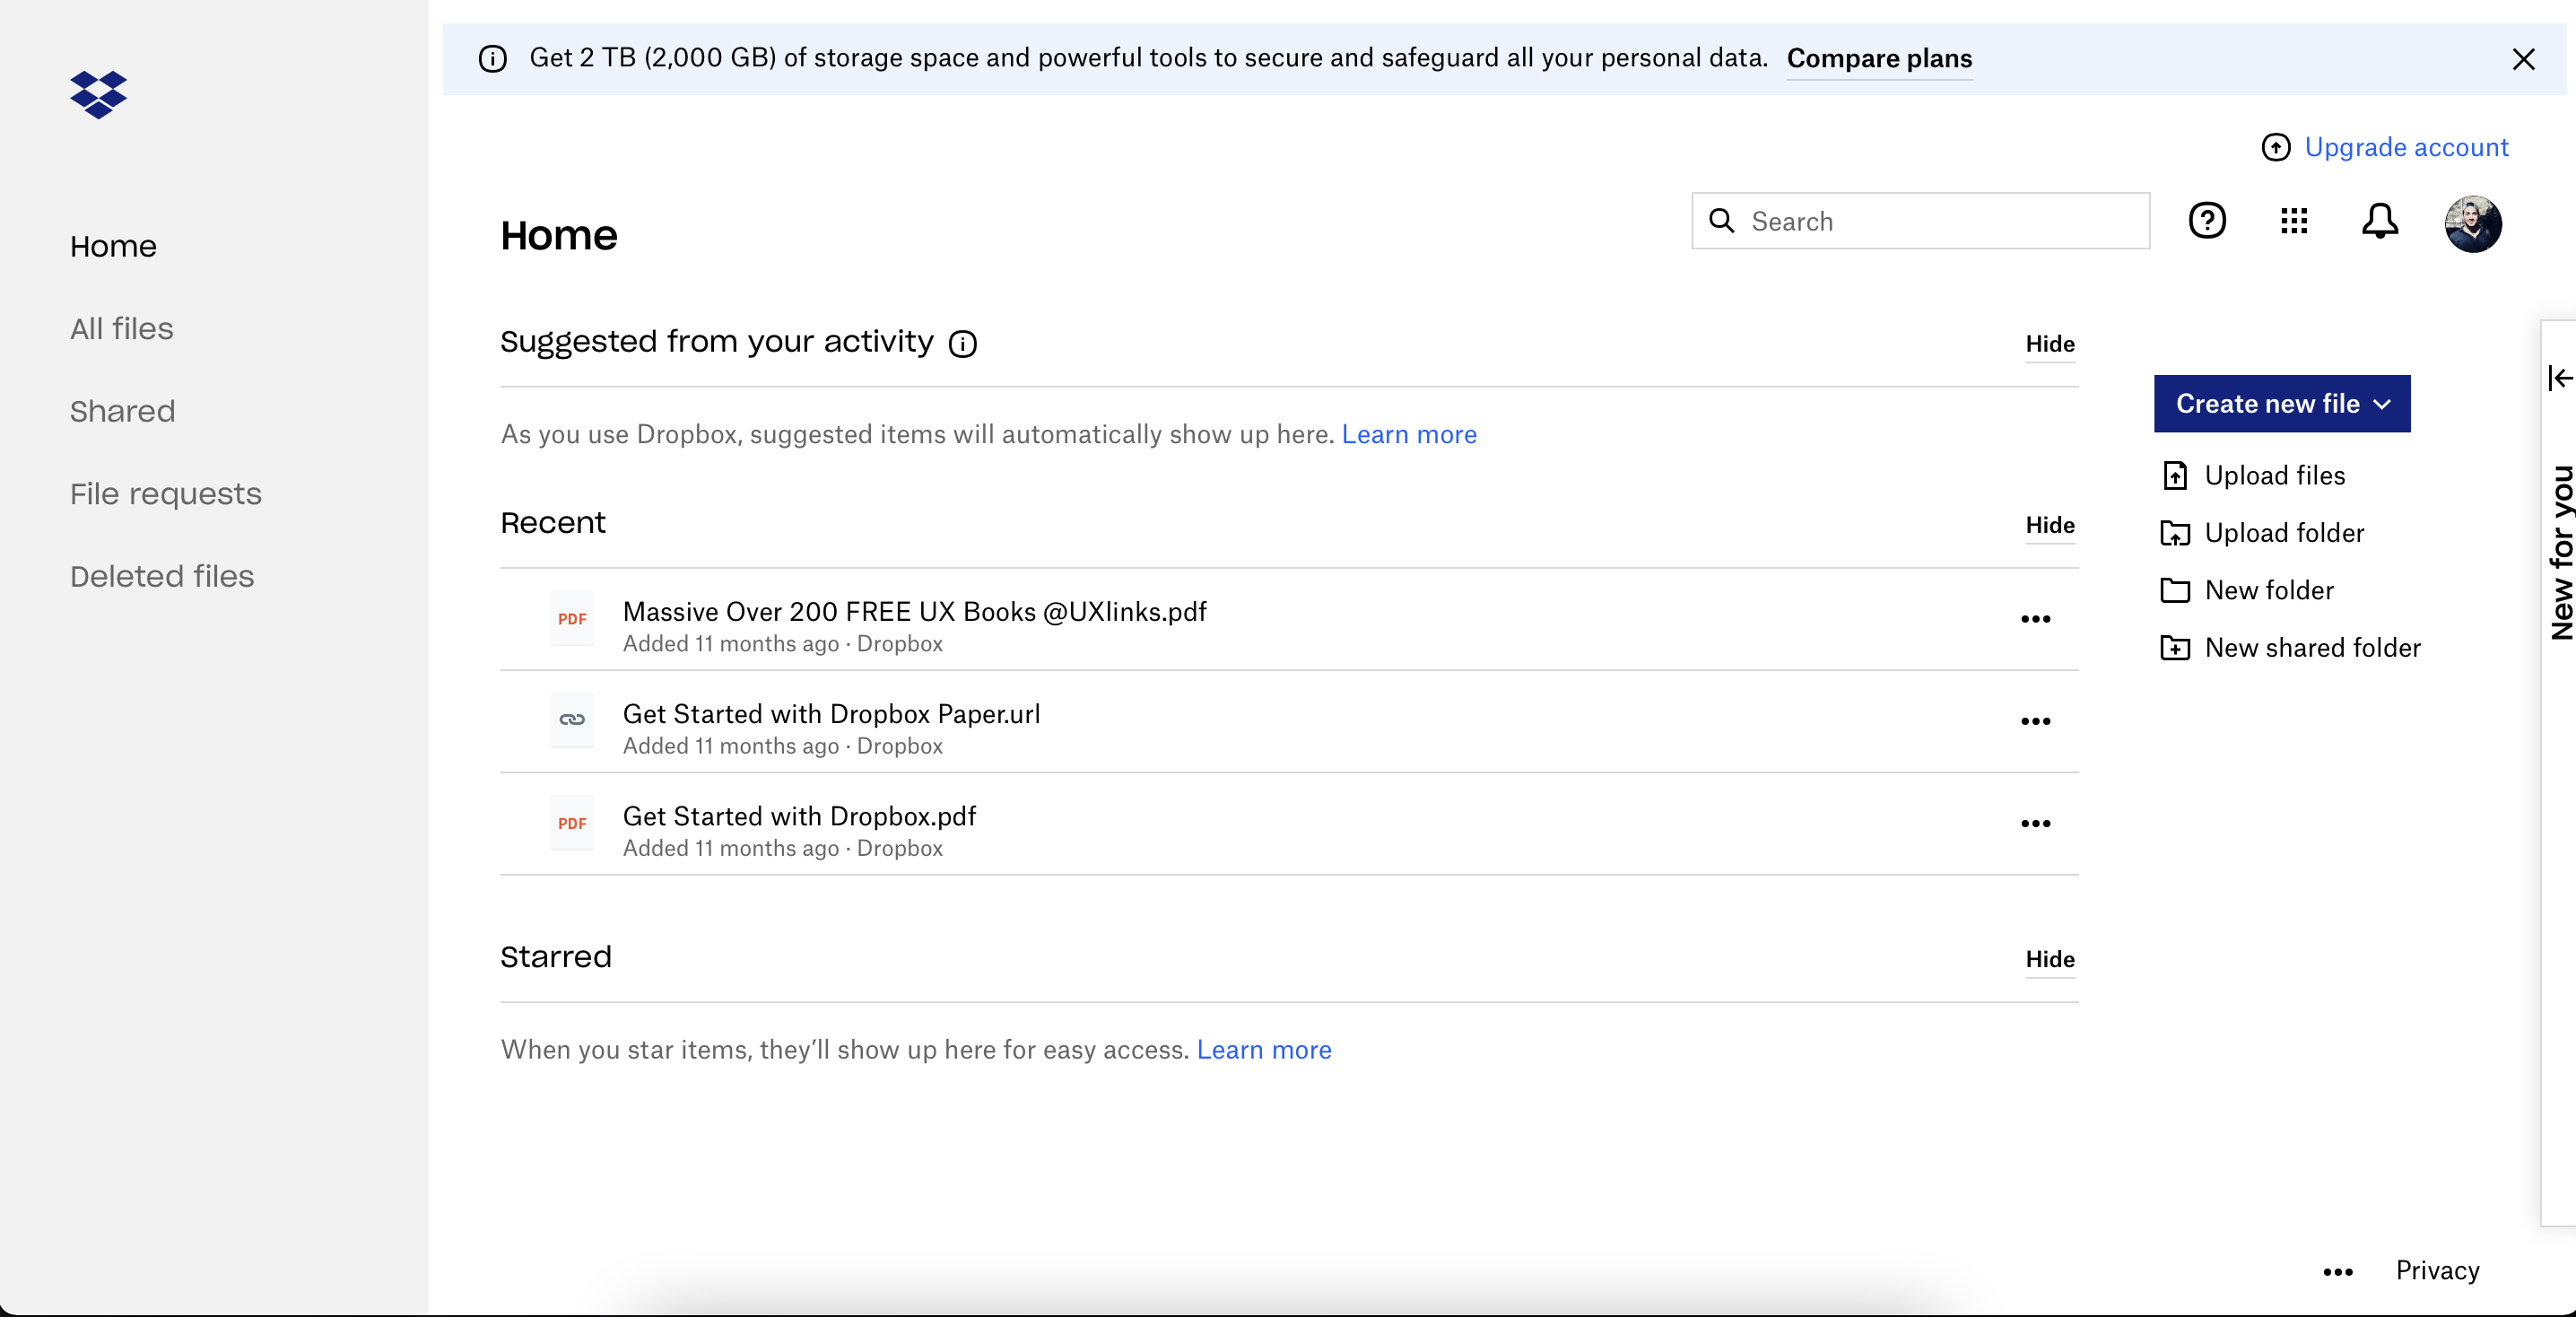 Get 2 TB (2,000 GB) of storage space and powerful tools to secure and safeguard all your personal data. Compare plans
Upgrade account
Home
All files
Shared
File requests
Deleted files
Home
Search
Suggested from your activity
Hide
As you use Dropbox, suggested items will automatically show up here. Learn more
Recent
Hide
PDF
Massive Over 200 FREE UX Books @UXlinks.pdf
Added 11 months ago · Dropbox
Get Started with Dropbox Paper.url
Added 11 months ago · Dropbox
PDF
Get Started with Dropbox.pdf
Added 11 months ago · Dropbox
Starred
Hide
When you star items, they’ll show up here for easy access. Learn more
Create new file
Upload files
Upload folder
New folder
New shared folder
New for you
Privacy